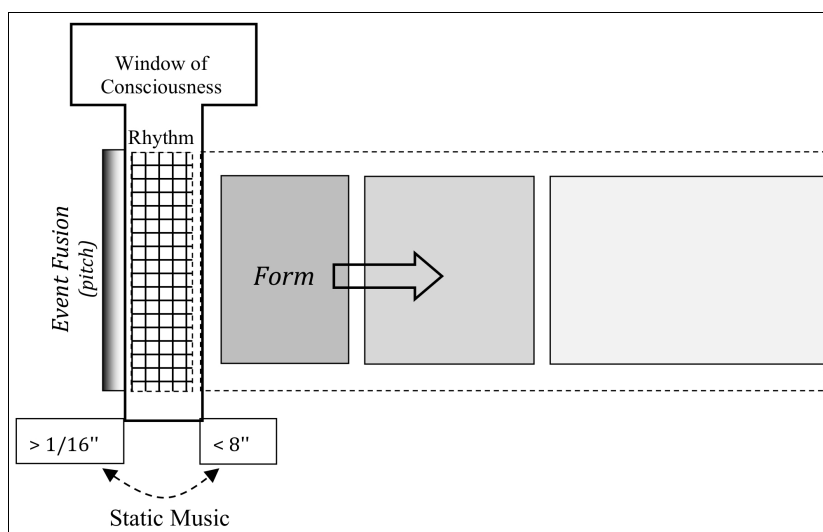 Window of
Consciousness
Rhythm
Event Fusion
(pitch)
Form
> 1/16"
< 8"
Static Music